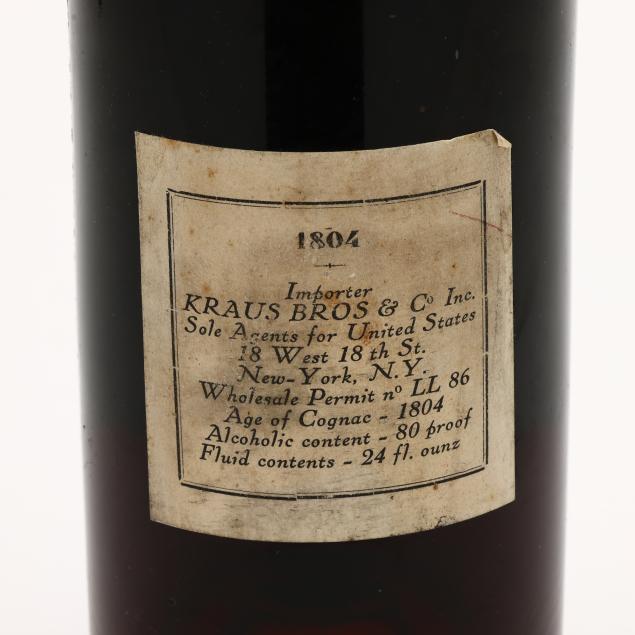 1804
Importer
KRAUS BROS & Co Inc.
Sole Agents for United States
18 West 18 th St.
New-York, N.Y.
Wholesale Permit no LL 86
Age of Cognac - 1804
Alcoholic content - 80 proof
Fluid contents - 24 fl. ounz